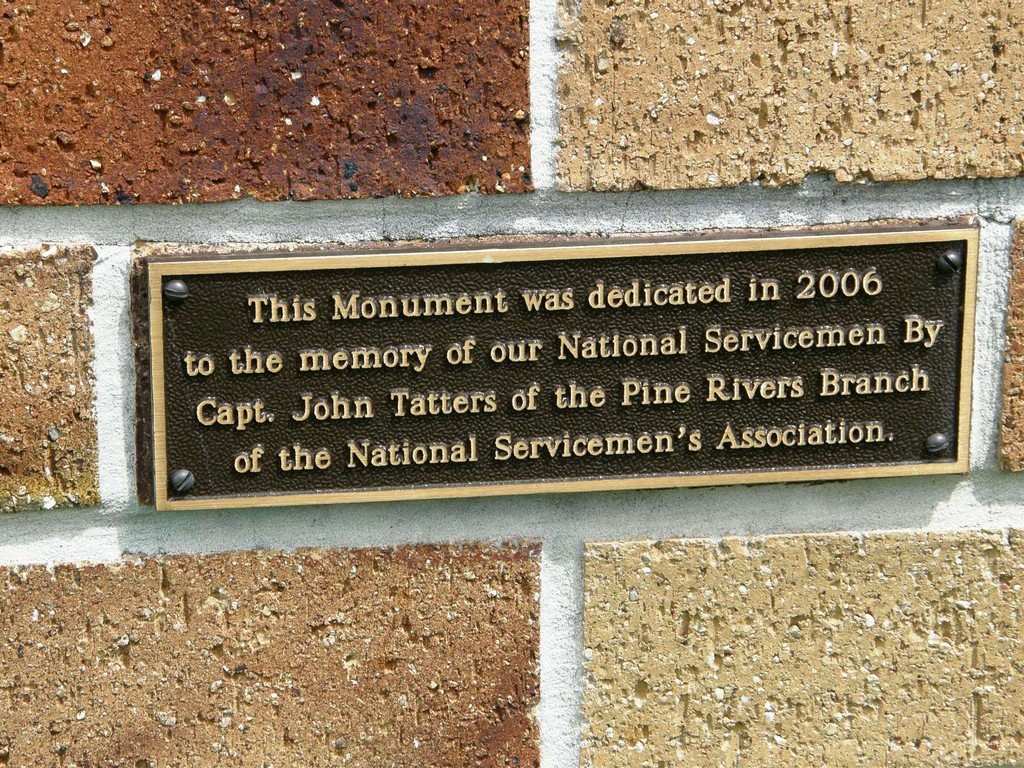 This Monument was dedicated in 2006
to the memory of our National Servicemen By
Capt. John Tatters of the Pine Rivers Branch
of the National Servicemen's Association.